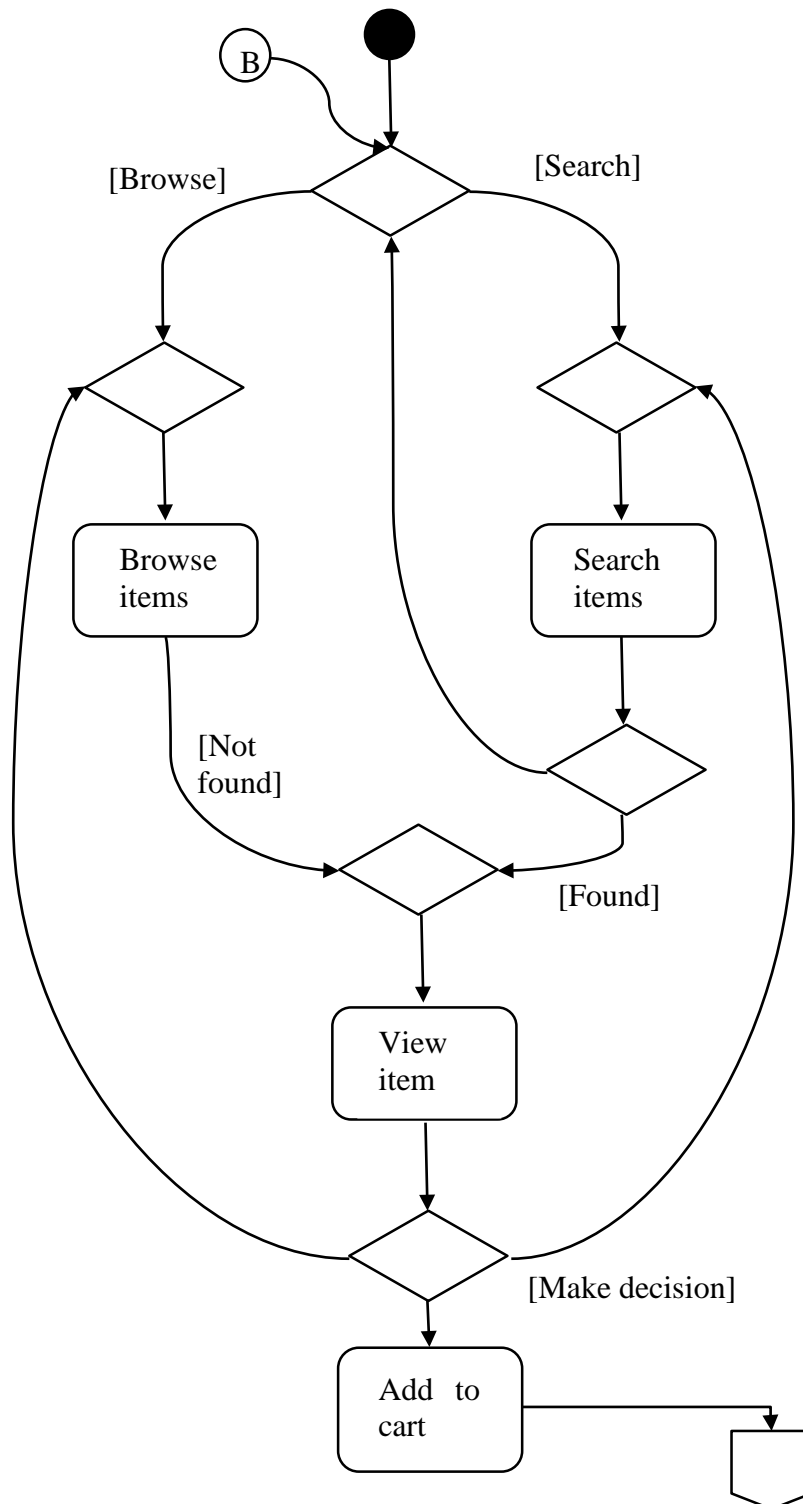 B
[Browse]
[Search]
Browse
items
Search
items
[Not
found]
[Found]
View
item
[Make decision]
Add to
cart